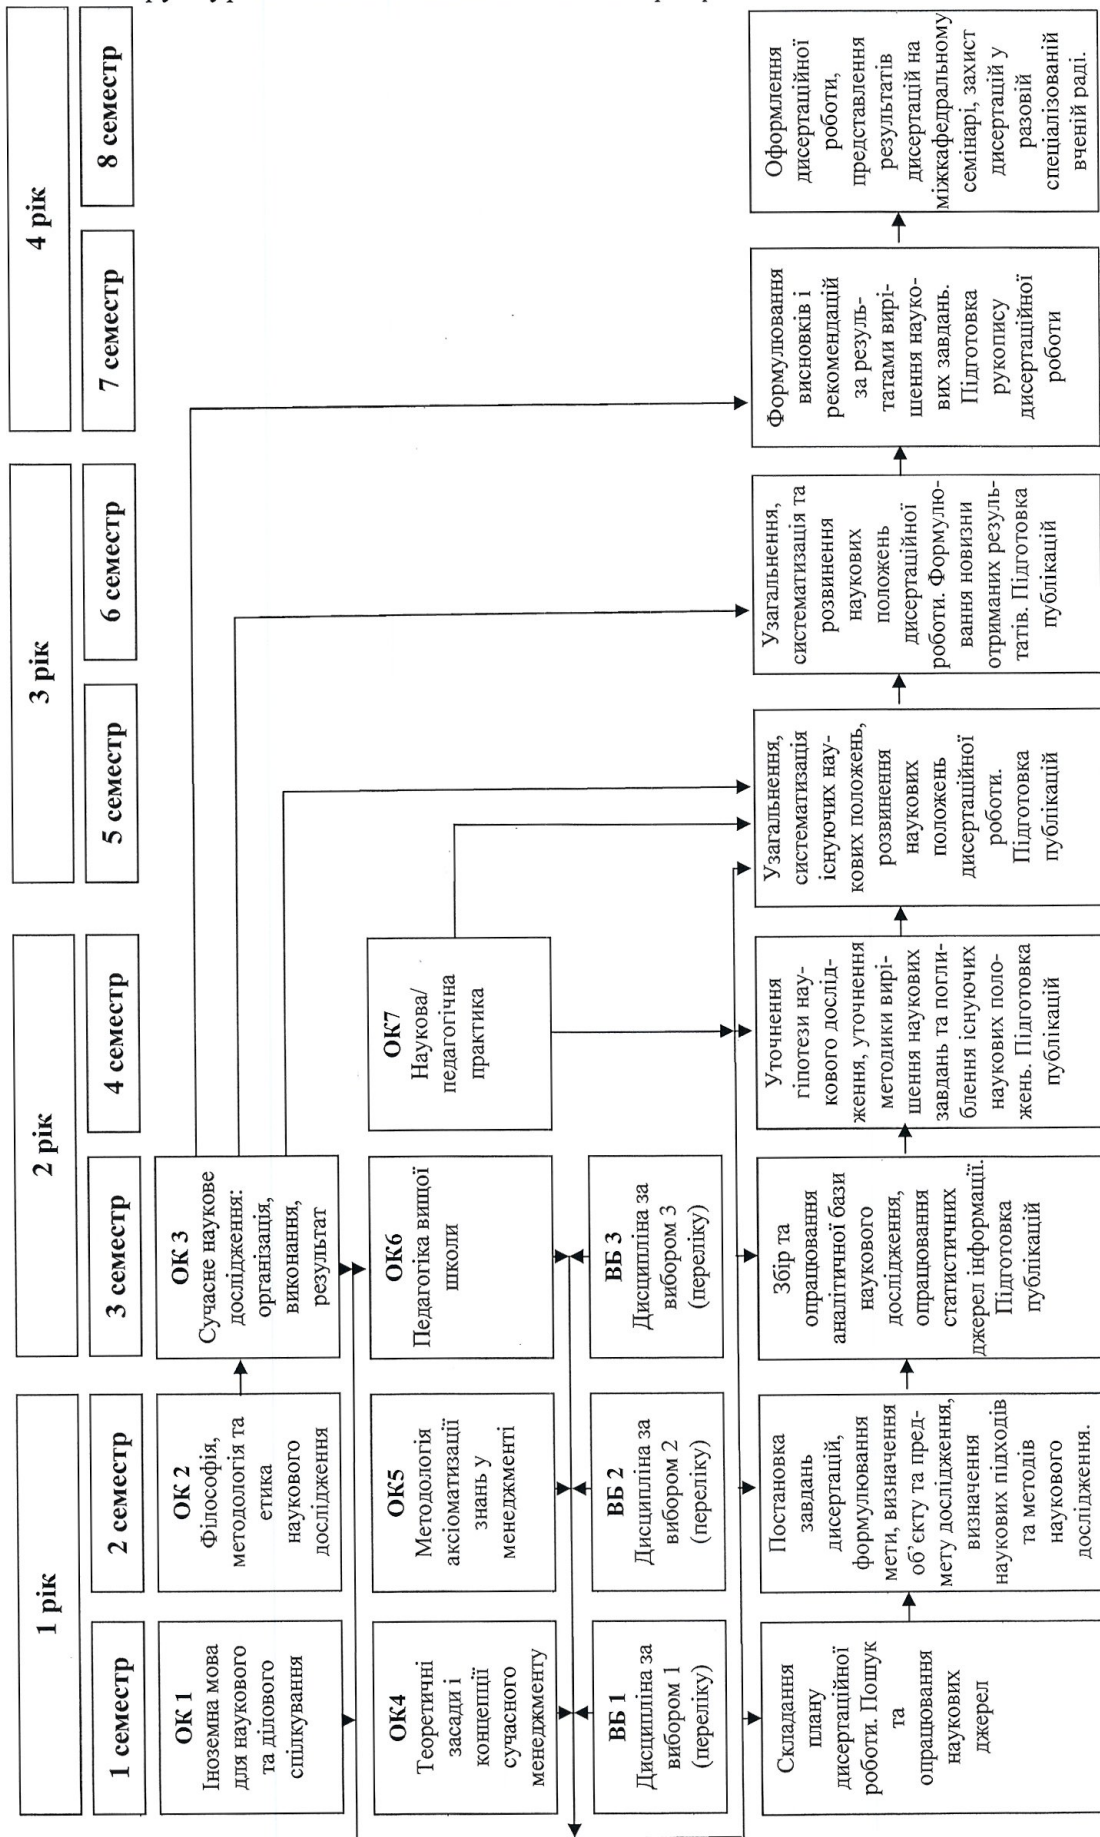 1 рік
2 рік
3 рік
4 рік
1 семестр
2 семестр
3 семестр
4 семестр
5 семестр
6 семестр
7 семестр
8 семестр
ОК 1
Іноземна мова
для наукового
та ділового
спілкування
ОК 2
Філософія,
методологія та
етика
наукового
дослідження
ОК 3
Сучасне наукове
дослідження:
організація,
виконання,
результат
ОК4
Теоретичні
засади і
концепції
сучасного
менеджменту
ОК5
Методологія
аксіоматизації
знань у
менеджменті
ОК6
Педагогіка вищої
школи
ОК7
Наукова/
педагогічна
практика
ВБ 1
Дисципліна за
вибором 1
(переліку)
ВБ 2
Дисципліна за
вибором 2
(переліку)
ВБ 3
Дисципліна за
вибором 3
(переліку)
Складання
плану
дисертаційної
роботи. Пошук
та
опрацювання
наукових
джерел
Постановка
завдань
дисертацій,
формулювання
мети, визначення
об’єкту та пред-
мету дослідження,
визначення
наукових підходів
та методів
наукового
дослідження.
Збір та
опрацювання
аналітичної бази
наукового
дослідження,
опрацювання
статистичних
джерел інформації.
Підготовка
публікацій
Уточнення
гіпотези нау-
кового дослід-
ження, уточнення
методики вирі-
шення наукових
завдань та погли-
блення існуючих
наукових поло-
жень. Підготовка
публікацій
Узагальнення,
систематизація
існуючих нау-
кових положень,
розвинення
наукових
положень
дисертаційної
роботи.
Підготовка
публікацій
Узагальнення,
систематизація та
розвинення
наукових
положень
дисертаційної
роботи. Формулю-
вання новизни
отриманих резуль-
татів. Підготовка
публікацій
Формулювання
висновків і
рекомендацій
за резуль-
татами вирі-
шення науко-
вих завдань.
Підготовка
рукопису
дисертаційної
роботи
Оформлення
дисертаційної
роботи,
представлення
результатів
дисертацій на
міжкафедральному
семінарі, захист
дисертацій у
разовій
спеціалізованій
вченій раді.